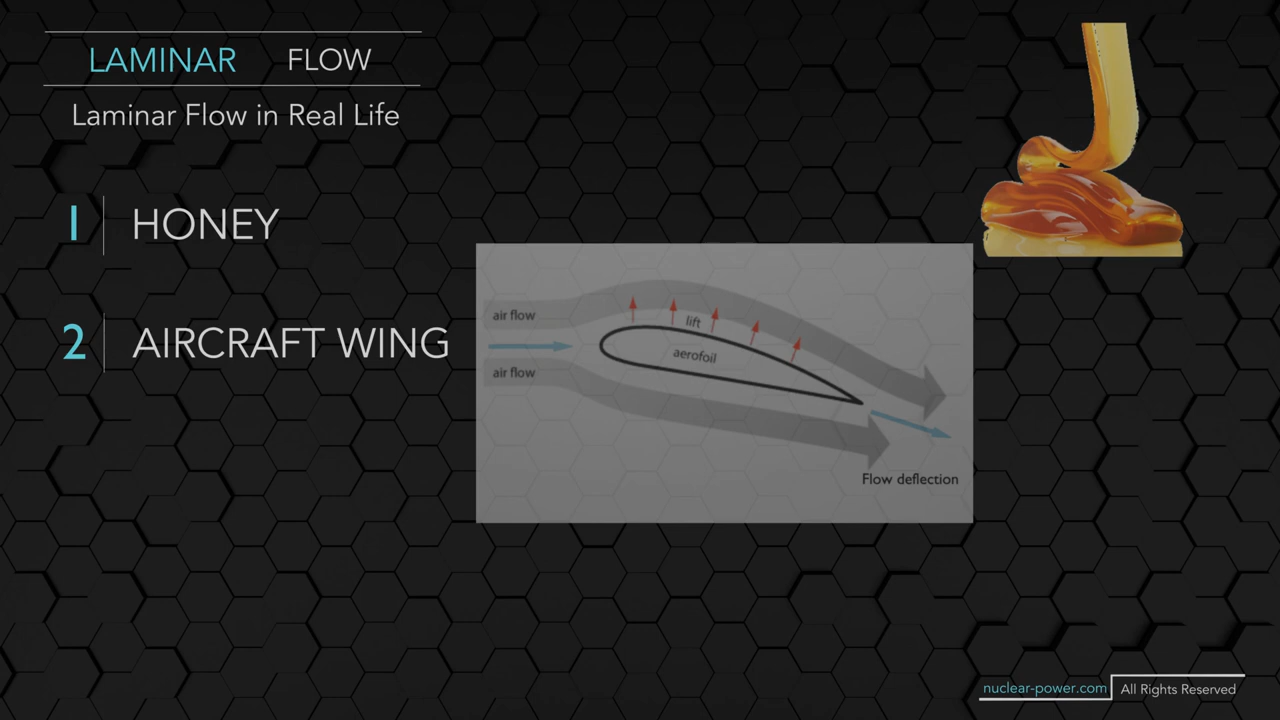 LAMINAR FLOW
Laminar Flow in Real Life
1 HONEY
2 AIRCRAFT WING
air flow
lift
aerofoil
air flow
Flow deflection
nuclear-power.com All Rights Reserved